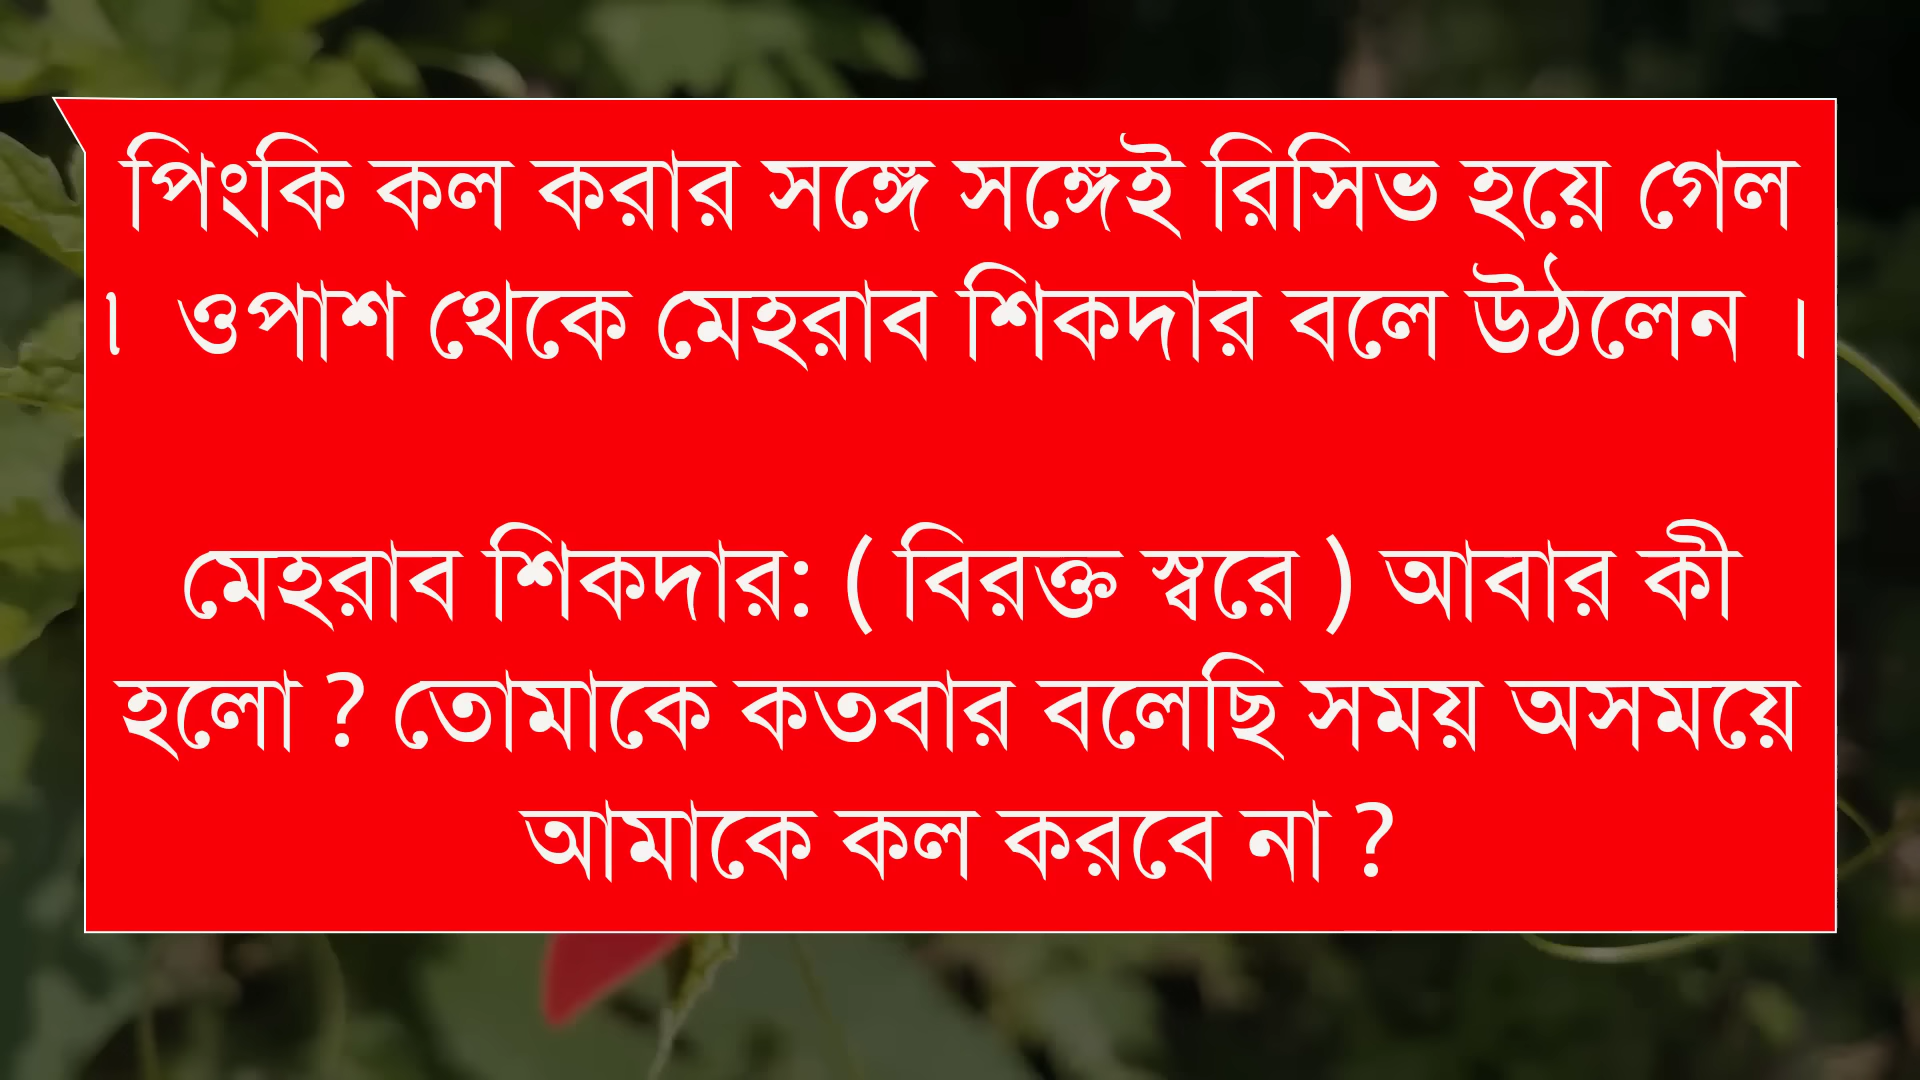 পিংকি কল করার সঙ্গে সঙ্গেই রিসিভ হয়ে গেল
। ওপাশ থেকে মেহরাব শিকদার বলে উঠলেন ।
মেহরাব শিকদার: ( বিরক্ত স্বরে ) আবার কী
হলো ? তোমাকে কতবার বলেছি সময় অসময়ে
আমাকে কল করবে না ?